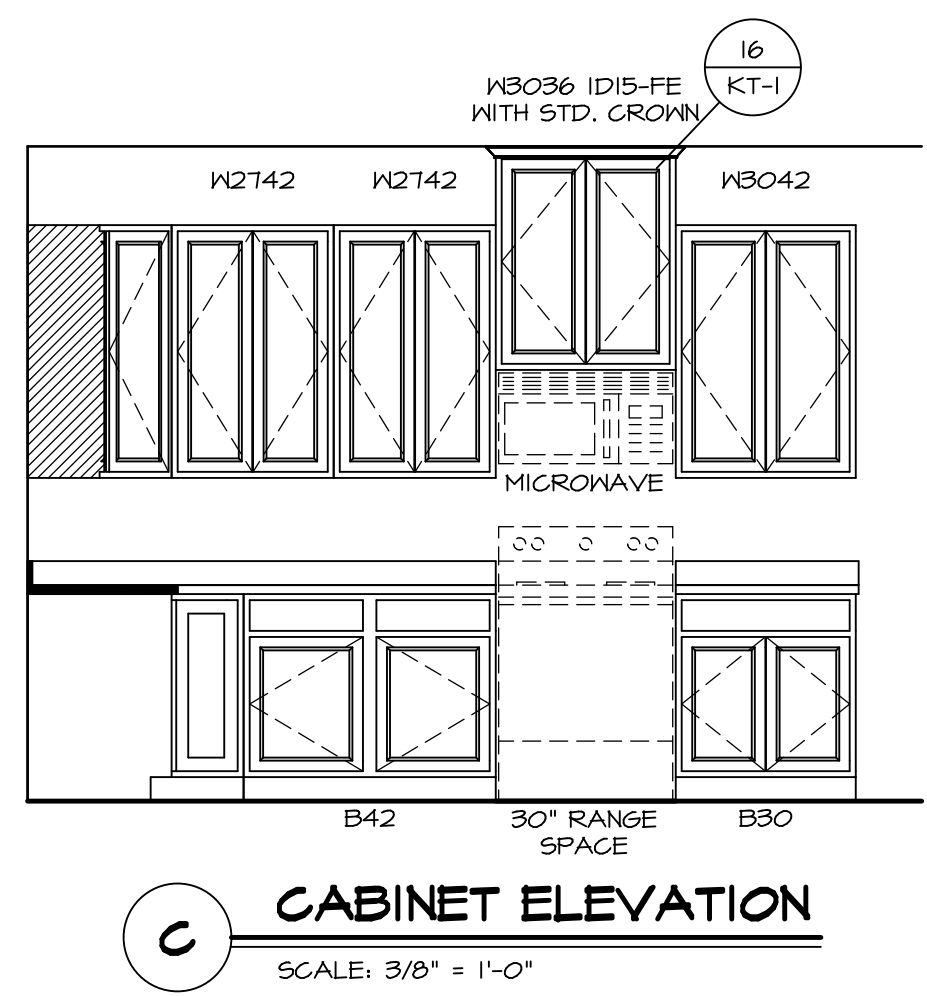 16
KT-1
W3036 1D15-FE
WITH STD. CROWN
W2742
W2742
W3042
MICROWAVE
B42
30" RANGE
SPACE
B30
C
CABINET ELEVATION
SCALE: 3/8" = 1'-0"